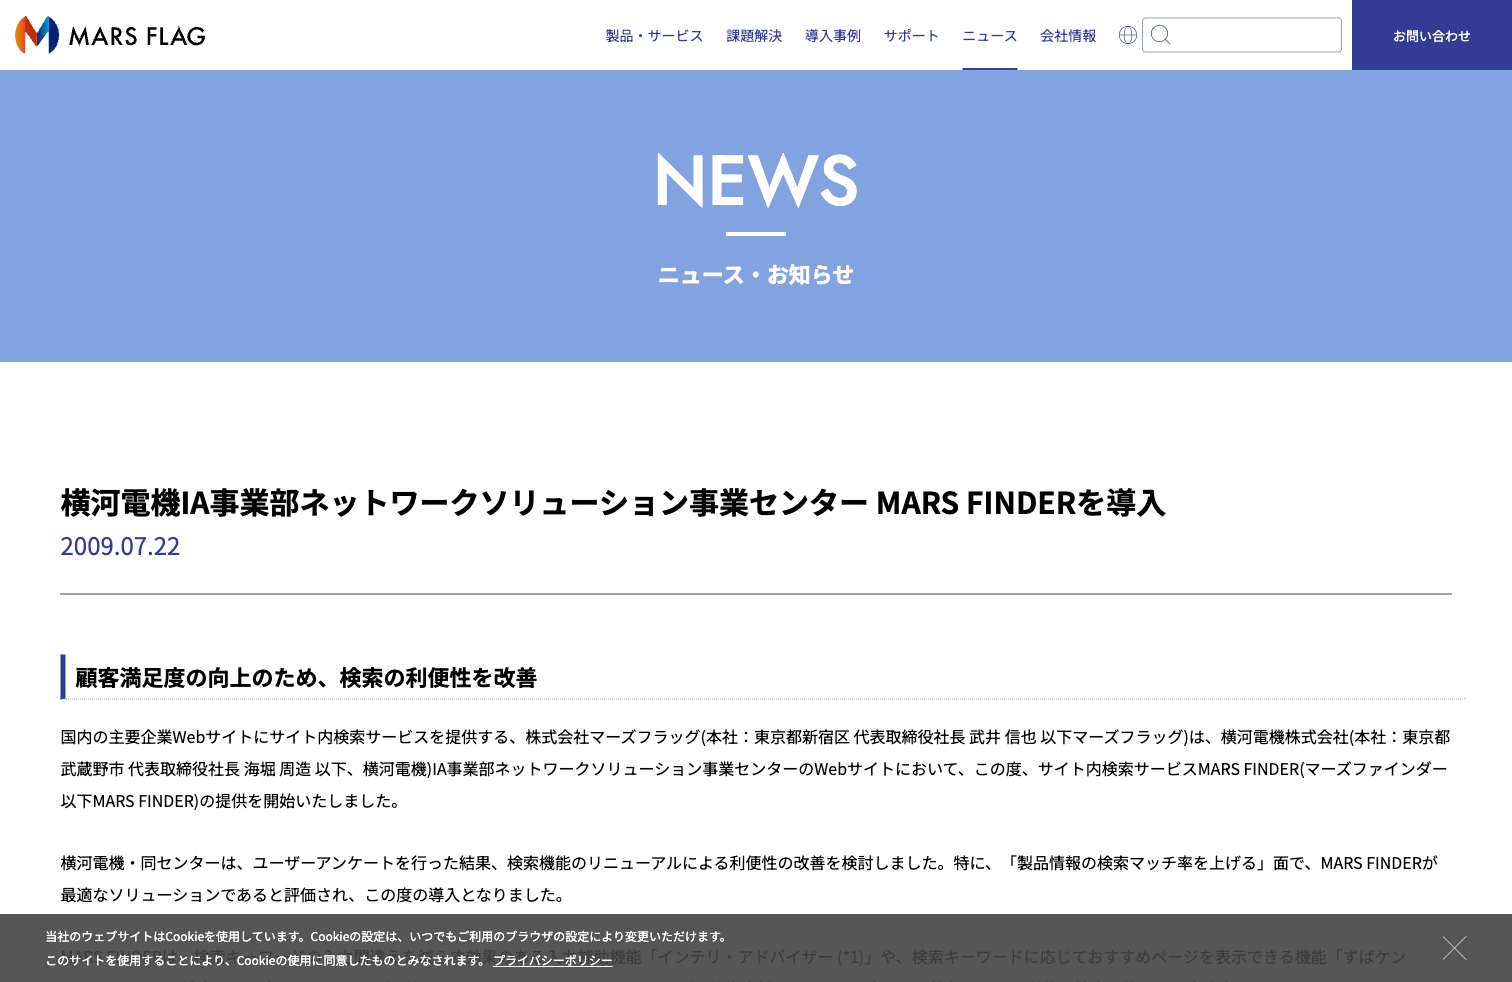 MARS FLAG
製品・サービス 課題解決 導入事例 サポート ニュース 会社情報 お問い合わせ
NEWS
ニュース・お知らせ
横河電機IA事業部ネットワークソリューション事業センター MARS FINDERを導入
2009.07.22
顧客満足度の向上のため、検索の利便性を改善
国内の主要企業Webサイトにサイト内検索サービスを提供する、株式会社マーズフラッグ(本社：東京都新宿区 代表取締役社長 武井 信也 以下マーズフラッグ)は、横河電機株式会社(本社：東京都
武蔵野市 代表取締役社長 海堀 周造 以下、横河電機)IA事業部ネットワークソリューション事業センターのWebサイトにおいて、この度、サイト内検索サービスMARS FINDER(マーズファインダー
以下MARS FINDER)の提供を開始いたしました。
横河電機・同センターは、ユーザーアンケートを行った結果、検索機能のリニューアルによる利便性の改善を検討しました。特に、「製品情報の検索マッチ率を上げる」面で、MARS FINDERが
最適なソリューションであると評価され、この度の導入となりました。
当社のウェブサイトはCookieを使用しています。Cookieの設定は、いつでもご利用のブラウザの設定により変更いただけます。
このサイトを使用することにより、Cookieの使用に同意したものとみなされます。 プライバシーポリシー
機能「インテリ・アドバイザー (*1)」や、検索キーワードに応じておすすめページを表示できる機能「ずばケン